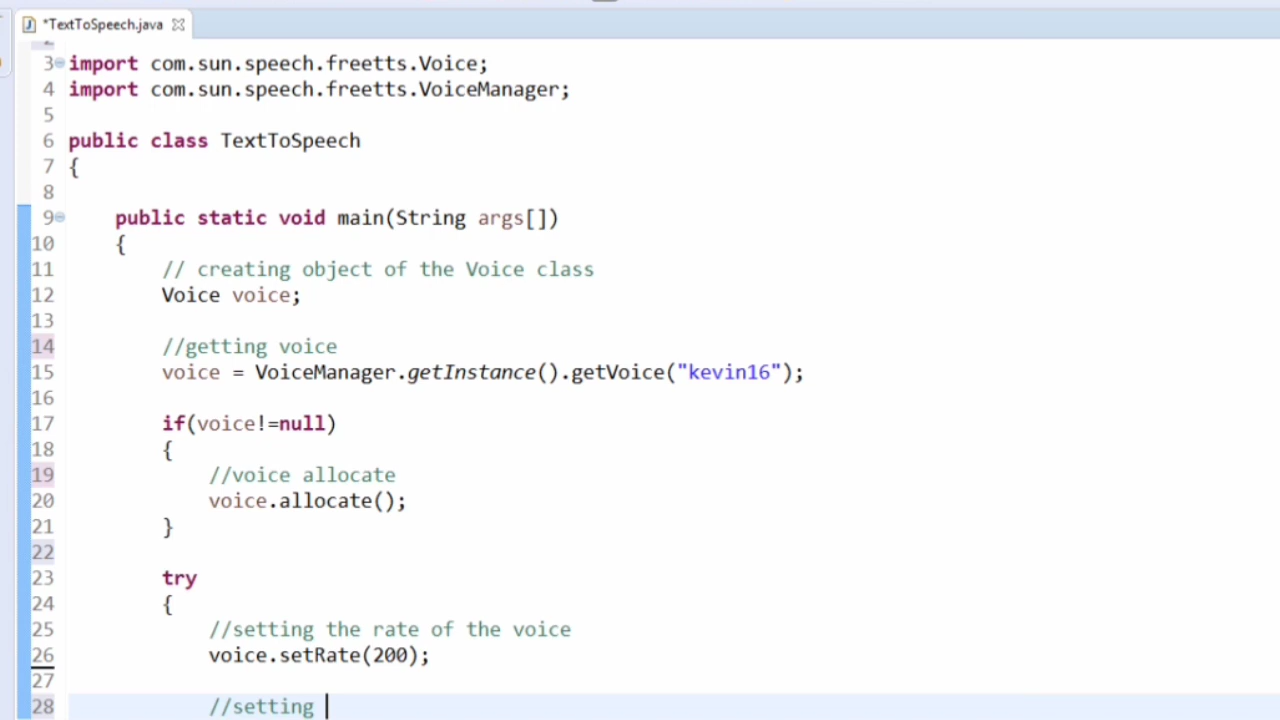 *TextToSpeech.java
3 import com.sun.speech.freetts.Voice;
4 import com.sun.speech.freetts.VoiceManager;
5
6 public class TextToSpeech
7 {
8
9 public static void main(String args[])
10 {
11 // creating object of the Voice class
12 Voice voice;
13
14 //getting voice
15 voice = VoiceManager.getInstance().getVoice("kevin16");
16
17 if(voice!=null)
18 {
19 //voice allocate
20 voice.allocate();
21 }
22
23 try
24 {
25 //setting the rate of the voice
26 voice.setRate(200);
27
28 //setting